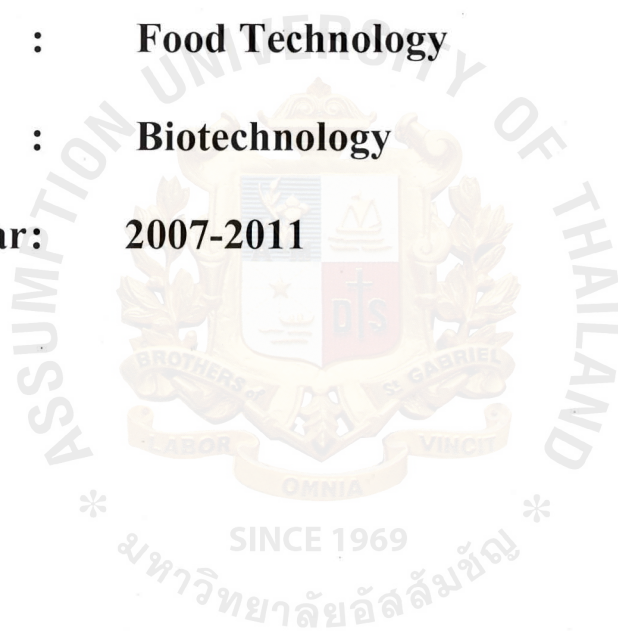 : Food Technology
: Biotechnology
ar: 2007-2011
ASSUMPTION UNIVERSITY OF THAILAND
D S
BROTHERS of St GABRIEL
LABOR VINCIT
OMNIA
SINCE 1969
* มหาวิทยาลัยอัสสัมชัญ *